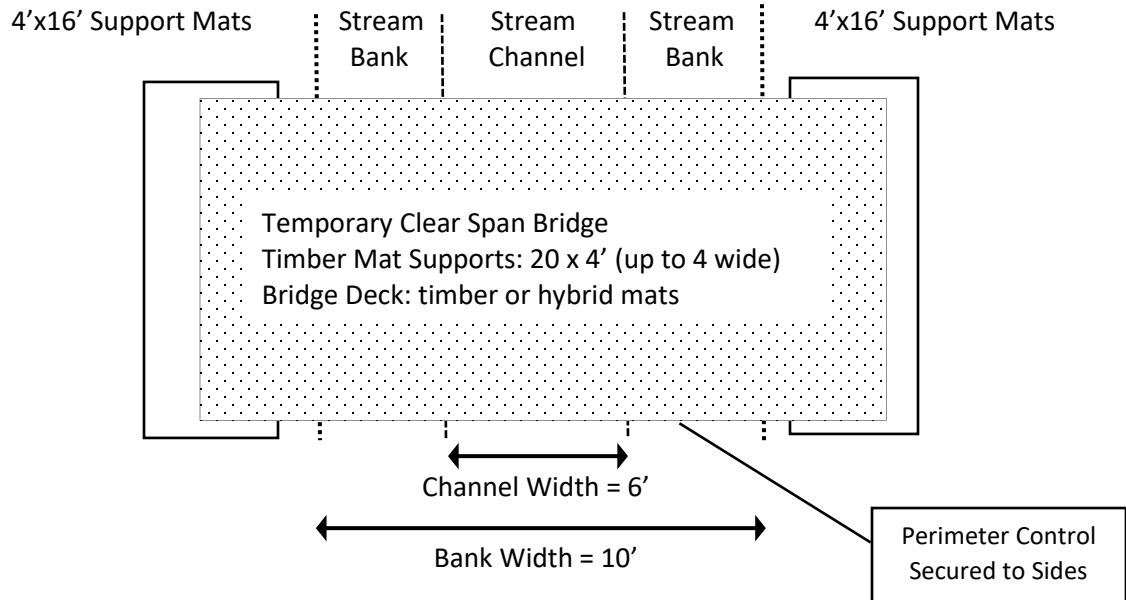 4’x16’ Support Mats
Stream
Bank
Stream
Channel
Stream
Bank
4’x16’ Support Mats
Temporary Clear Span Bridge
Timber Mat Supports: 20 x 4’ (up to 4 wide)
Bridge Deck: timber or hybrid mats
Channel Width = 6’
Bank Width = 10’
Perimeter Control
Secured to Sides